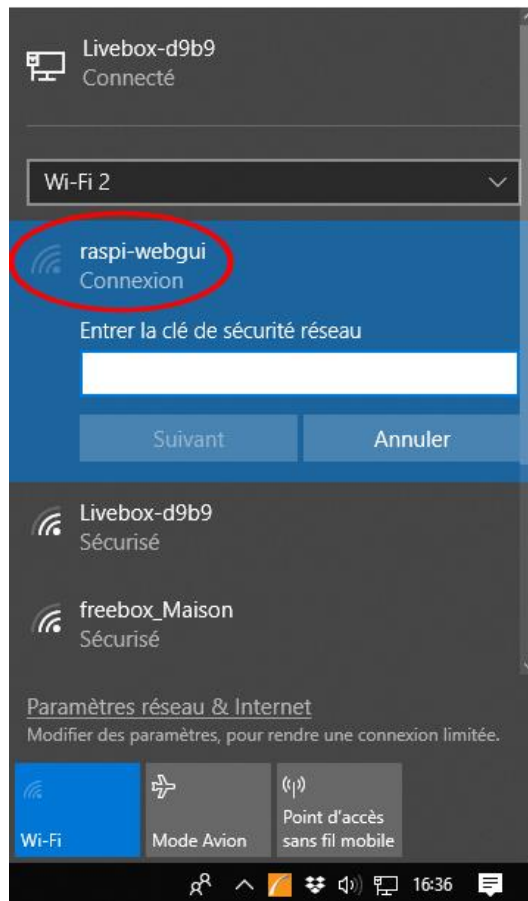 Livebox-d9b9
Connecté
Wi-Fi 2
raspi-webgui
Connexion
Entrer la clé de sécurité réseau
Suivant Annuler
Livebox-d9b9
Sécurisé
freebox_Maison
Sécurisé
Paramètres réseau & Internet
Modifier des paramètres, pour rendre une connexion limitée.
Point d'accès
Wi-Fi Mode Avion sans fil mobile
16:36